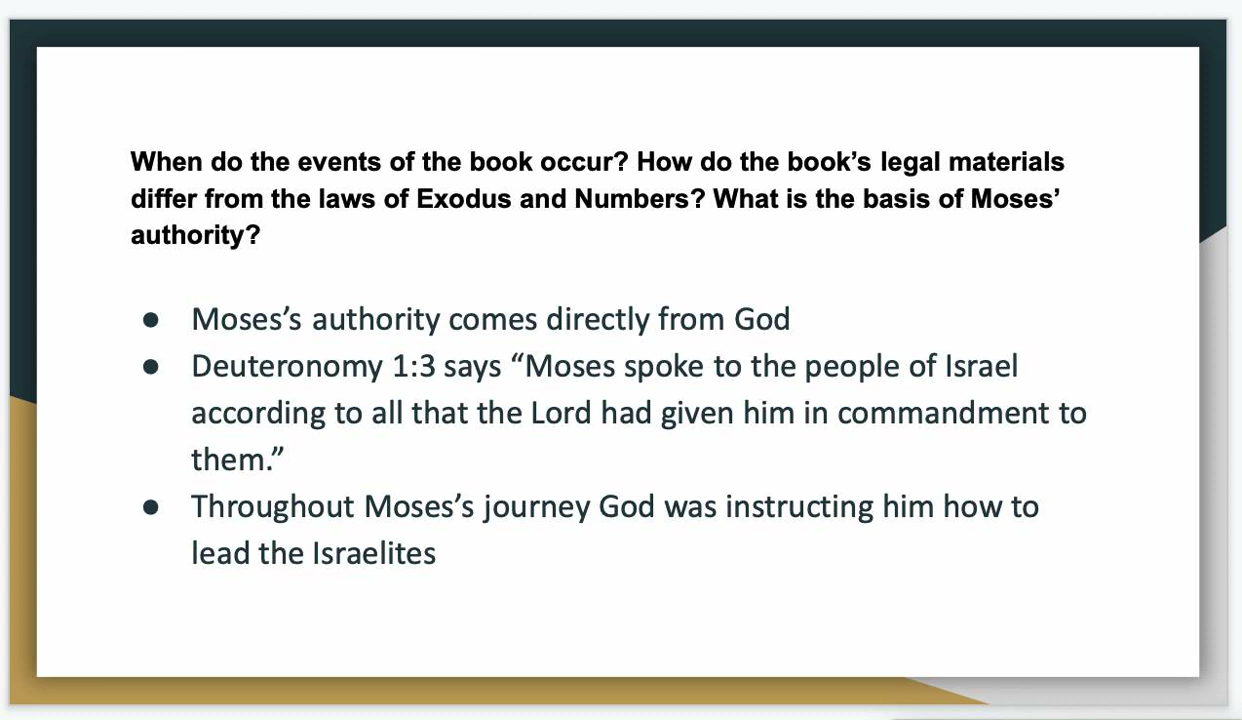 When do the events of the book occur? How do the book’s legal materials
differ from the laws of Exodus and Numbers? What is the basis of Moses’
authority?
● Moses’s authority comes directly from God
● Deuteronomy 1:3 says “Moses spoke to the people of Israel
according to all that the Lord had given him in commandment to
them.”
● Throughout Moses’s journey God was instructing him how to
lead the Israelites